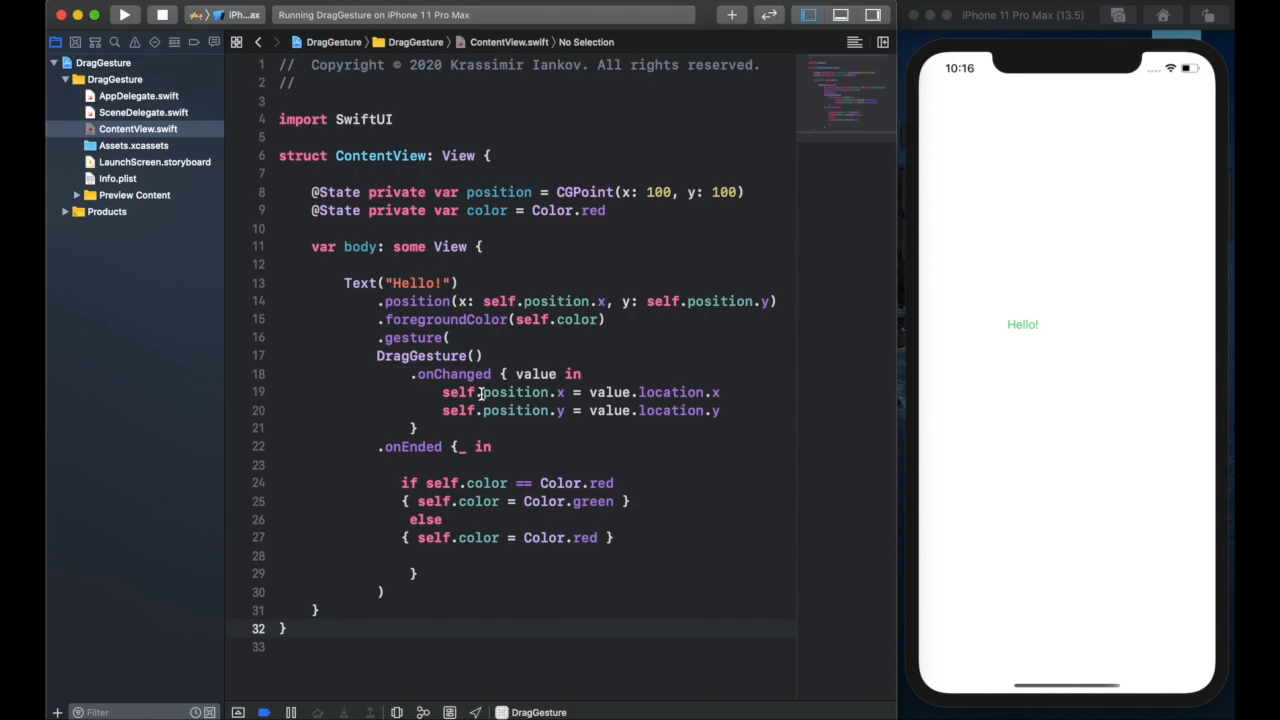 iPh...ax
Running DragGesture on iPhone 11 Pro Max
iPhone 11 Pro Max (13.5)
DragGesture
DragGesture
ContentView.swift
No Selection
DragGesture
DragGesture
AppDelegate.swift
SceneDelegate.swift
ContentView.swift
Assets.xcassets
LaunchScreen.storyboard
Info.plist
Preview Content
Products
1 //  Copyright © 2020 Krassimir Iankov. All rights reserved.
2 //
3
4 import SwiftUI
5
6 struct ContentView: View {
7
8     @State private var position = CGPoint(x: 100, y: 100)
9     @State private var color = Color.red
10
11     var body: some View {
12
13         Text("Hello!")
14             .position(x: self.position.x, y: self.position.y)
15             .foregroundColor(self.color)
16             .gesture(
17             DragGesture()
18                 .onChanged { value in
19                     self.position.x = value.location.x
20                     self.position.y = value.location.y
21                 }
22             .onEnded {_ in
23
24                if self.color == Color.red
25                { self.color = Color.green }
26                 else
27                { self.color = Color.red }
28
29                 }
30             )
31     }
32 }
33
Filter
DragGesture
10:16
Hello!